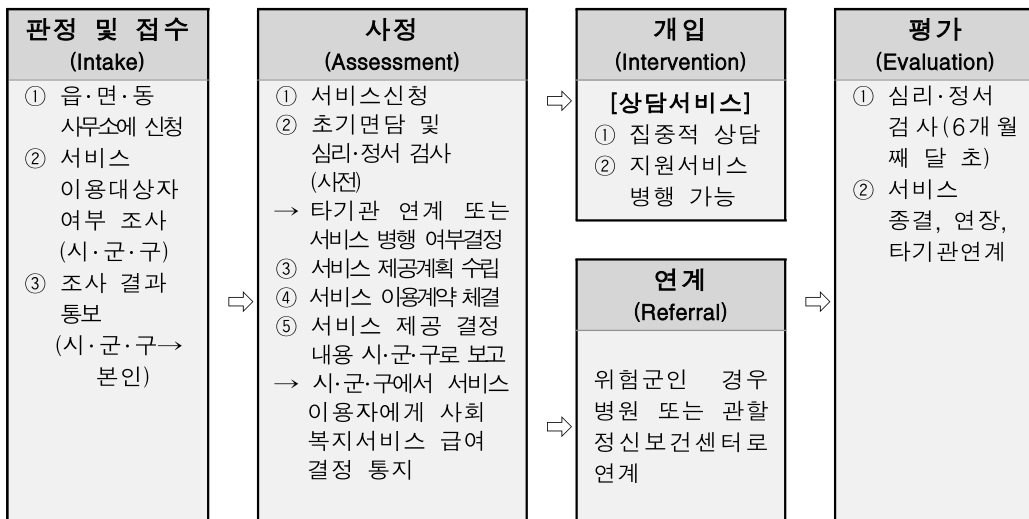 판정 및 접수
(Intake)
① 읍·면·동
사무소에 신청
② 서비스
이용대상자
여부 조사
(시·군·구)
③ 조사 결과
통보
(시·군·구→
본인)
⇨
사정
(Assessment)
① 서비스신청
② 초기면담 및
심리·정서 검사
(사전)
→ 타기관 연계 또는
서비스 병행 여부결정
③ 서비스 제공계획 수립
④ 서비스 이용계약 체결
⑤ 서비스 제공 결정
내용 시·군·구로 보고
→ 시·군·구에서 서비스
이용자에게 사회
복지서비스 급여
결정 통지
⇨
개입
(Intervention)
[상담서비스]
① 집중적 상담
② 지원서비스
병행 가능
⇨
연계
(Referral)
위험군인 경우
병원 또는 관할
정신보건센터로
연계
⇨
평가
(Evaluation)
① 심리·정서
검사(6개월
째 달 초)
② 서비스
종결, 연장,
타기관연계